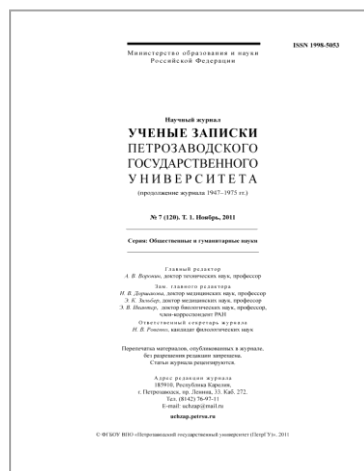 ISSN 1998-5053
Министерство образования и науки
Российской Федерации
Научный журнал
УЧЕНЫЕ ЗАПИСКИ
ПЕТРОЗАВОДСКОГО
ГОСУДАРСТВЕННОГО
УНИВЕРСИТЕТА
(продолжение журнала 1947–1975 гг.)
№ 7 (120). Т. 1. Ноябрь, 2011
Серия: Общественные и гуманитарные науки
Главный редактор
А. В. Воронин, доктор технических наук, профессор
Зам. главного редактора
Н. В. Доршакова, доктор медицинских наук, профессор
Э. К. Зильбер, доктор медицинских наук, профессор
Э. В. Ивантер, доктор биологических наук, профессор,
член-корреспондент РАН
Ответственный секретарь журнала
Н. В. Ровенко, кандидат филологических наук
Перепечатка материалов, опубликованных в журнале,
без разрешения редакции запрещена.
Статьи журнала рецензируются.
Адрес редакции журнала
185910, Республика Карелия,
г. Петрозаводск, пр. Ленина, 33. Каб. 272.
Тел. (8142) 76-97-11
E-mail: uchzap@mail.ru
uchzap.petrsu.ru
© ФГБОУ ВПО «Петрозаводский государственный университет (ПетрГУ)», 2011